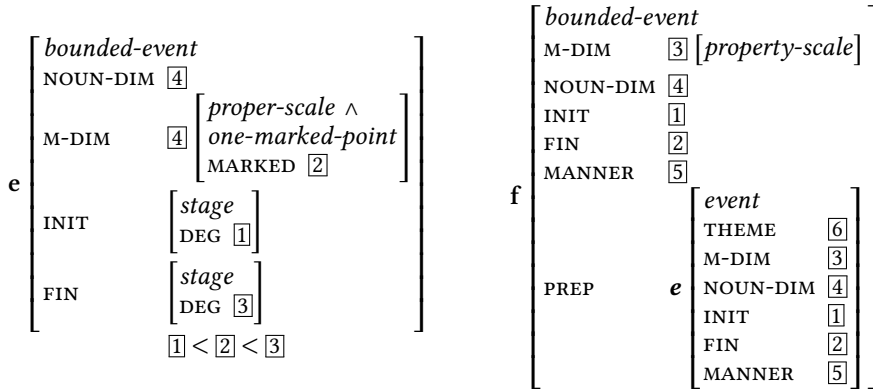 e
bounded-event
NOUN-DIM 4
M-DIM 4
proper-scale ∧
one-marked-point
MARKED 2
INIT
stage
DEG 1
FIN
stage
DEG 3
1 < 2 < 3
f
bounded-event
M-DIM 3 [property-scale]
NOUN-DIM 4
INIT 1
FIN 2
MANNER 5
PREP e
event
THEME 6
M-DIM 3
NOUN-DIM 4
INIT 1
FIN 2
MANNER 5